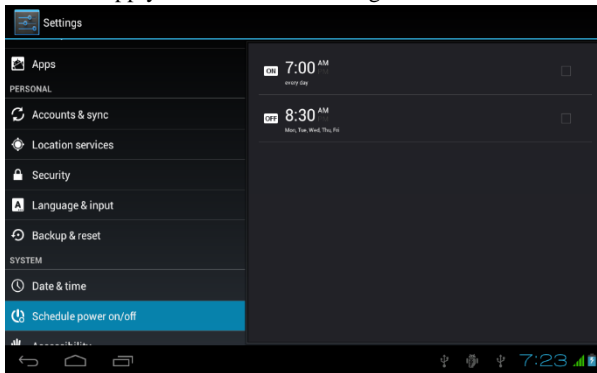 Settings
Apps
PERSONAL
Accounts & sync
Location services
Security
A Language & input
Backup & reset
SYSTEM
Date & time
Schedule power on/off
Accessibility
ON 7:00 AM
every day
OFF 8:30 AM
Mon, Tue, Wed, Thu, Fri
7:23